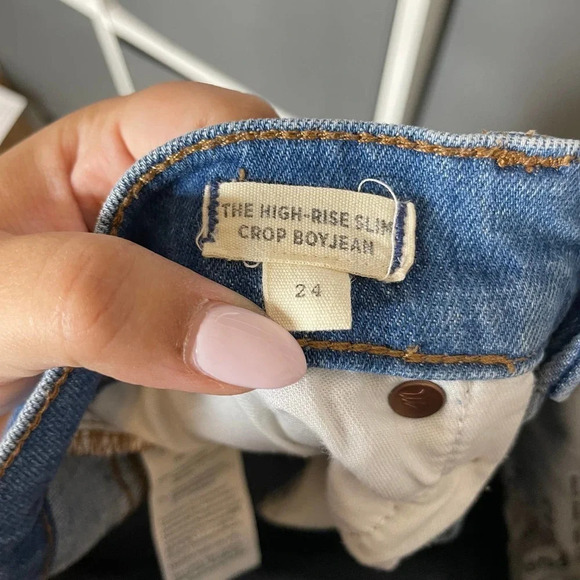 THE HIGH-RISE SLIM
CROP BOYJEAN
24